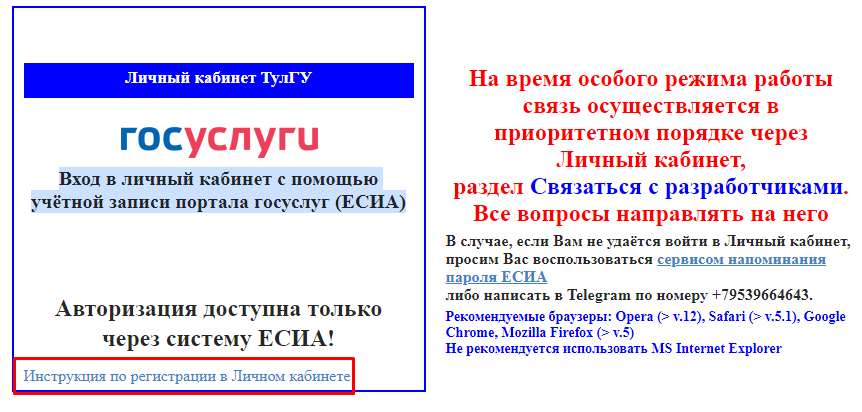 Личный кабинет ТулГУ
госуслуги
Вход в личный кабинет с помощью
учётной записи портала госуслуг (ЕСИА)
Авторизация доступна только
через систему ЕСИА!
Инструкция по регистрации в Личном кабинете
На время особого режима работы
связь осуществляется в
приоритетном порядке через
Личный кабинет,
раздел Связаться с разработчиками.
Все вопросы направлять на него
В случае, если Вам не удаётся войти в Личный кабинет,
просим Вас воспользоваться сервисом напоминания
пароля ЕСИА
либо написать в Telegram по номеру +79539664643.
Рекомендуемые браузеры: Opera (> v.12), Safari (> v.5.1), Google
Chrome, Mozilla Firefox (> v.5)
Не рекомендуется использовать MS Internet Explorer